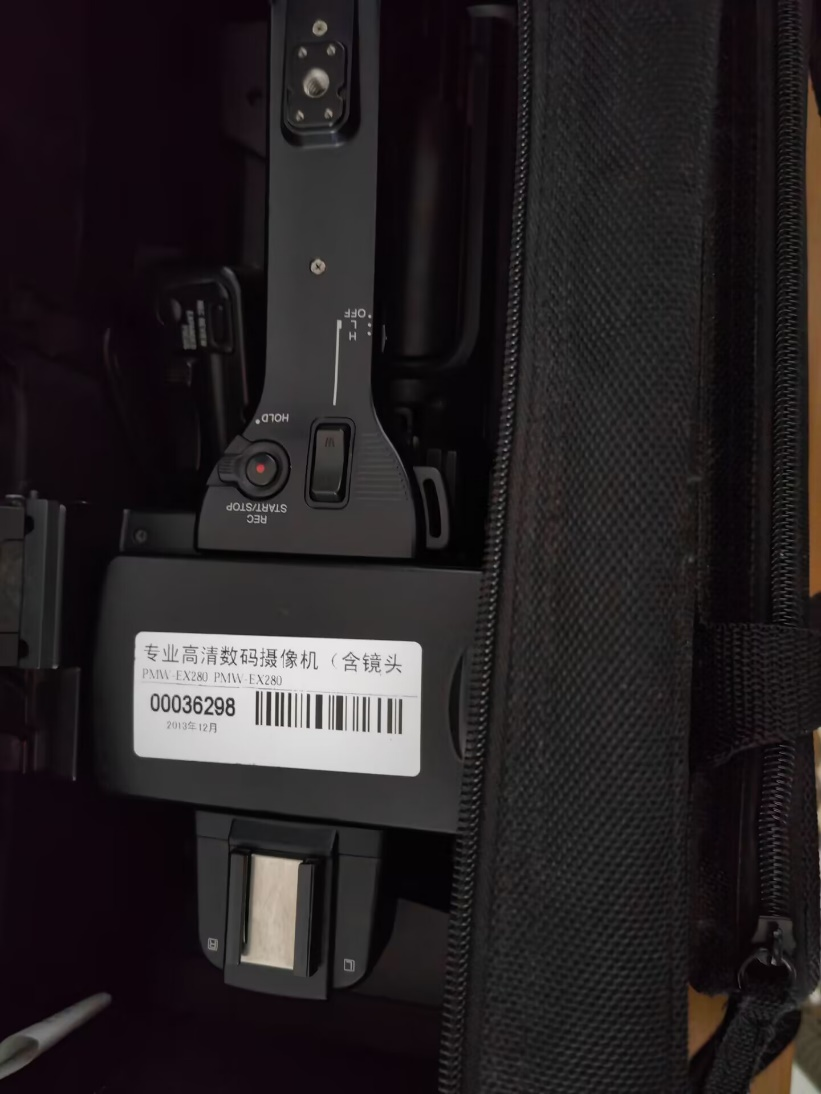 OFF
L
H
HOLD
REC
START/STOP
专业高清数码摄像机（含镜头
PMW-EX280 PMW-EX280
00036298
2013年12月
R
L